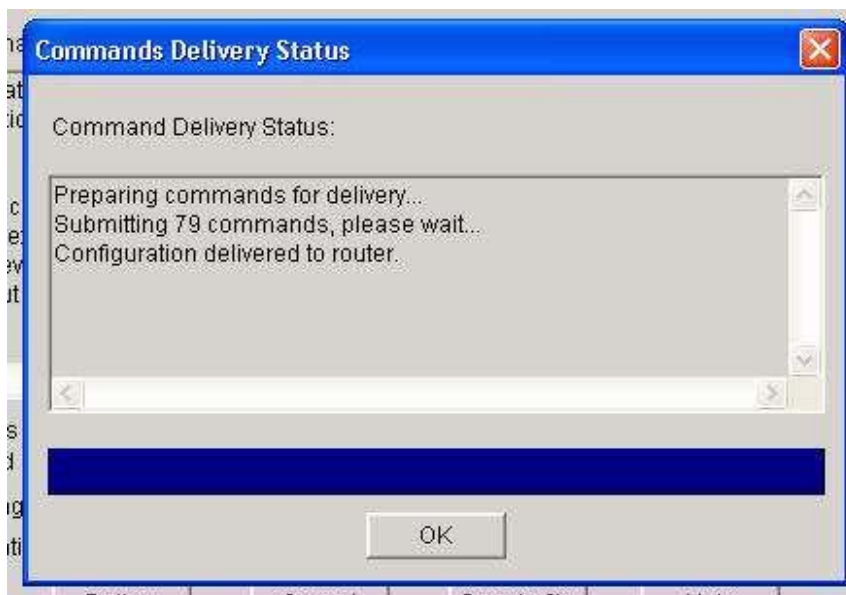 Commands Delivery Status
Command Delivery Status:
Preparing commands for delivery...
Submitting 79 commands, please wait...
Configuration delivered to router.
OK